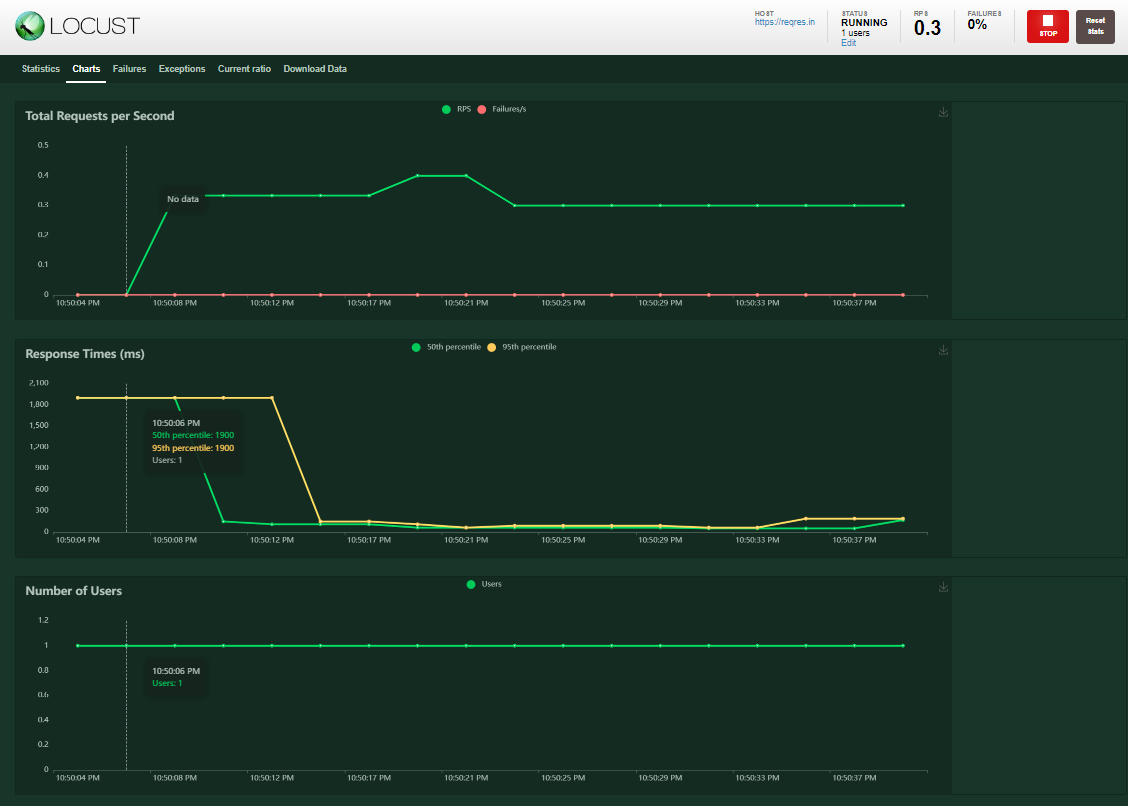 LOCUST
HOST
https://reqres.in
STATUS
RUNNING
1 users
Edit
RPS
0.3
FAILURES
0%
STOP
Reset
Stats
Statistics Charts Failures Exceptions Current ratio Download Data
Total Requests per Second
RPS Failures/s
0.5
0.4
0.3
0.2
0.1
0
No data
10:50:04 PM 10:50:08 PM 10:50:12 PM 10:50:17 PM 10:50:21 PM 10:50:25 PM 10:50:29 PM 10:50:33 PM 10:50:37 PM
Response Times (ms)
50th percentile 95th percentile
2,100
1,800
1,500
1,200
900
600
300
0
10:50:06 PM
50th percentile: 1900
95th percentile: 1900
Users: 1
10:50:04 PM 10:50:08 PM 10:50:12 PM 10:50:17 PM 10:50:21 PM 10:50:25 PM 10:50:29 PM 10:50:33 PM 10:50:37 PM
Number of Users
Users
1.2
1
0.8
0.6
0.4
0.2
0
10:50:06 PM
Users: 1
10:50:04 PM 10:50:08 PM 10:50:12 PM 10:50:17 PM 10:50:21 PM 10:50:25 PM 10:50:29 PM 10:50:33 PM 10:50:37 PM